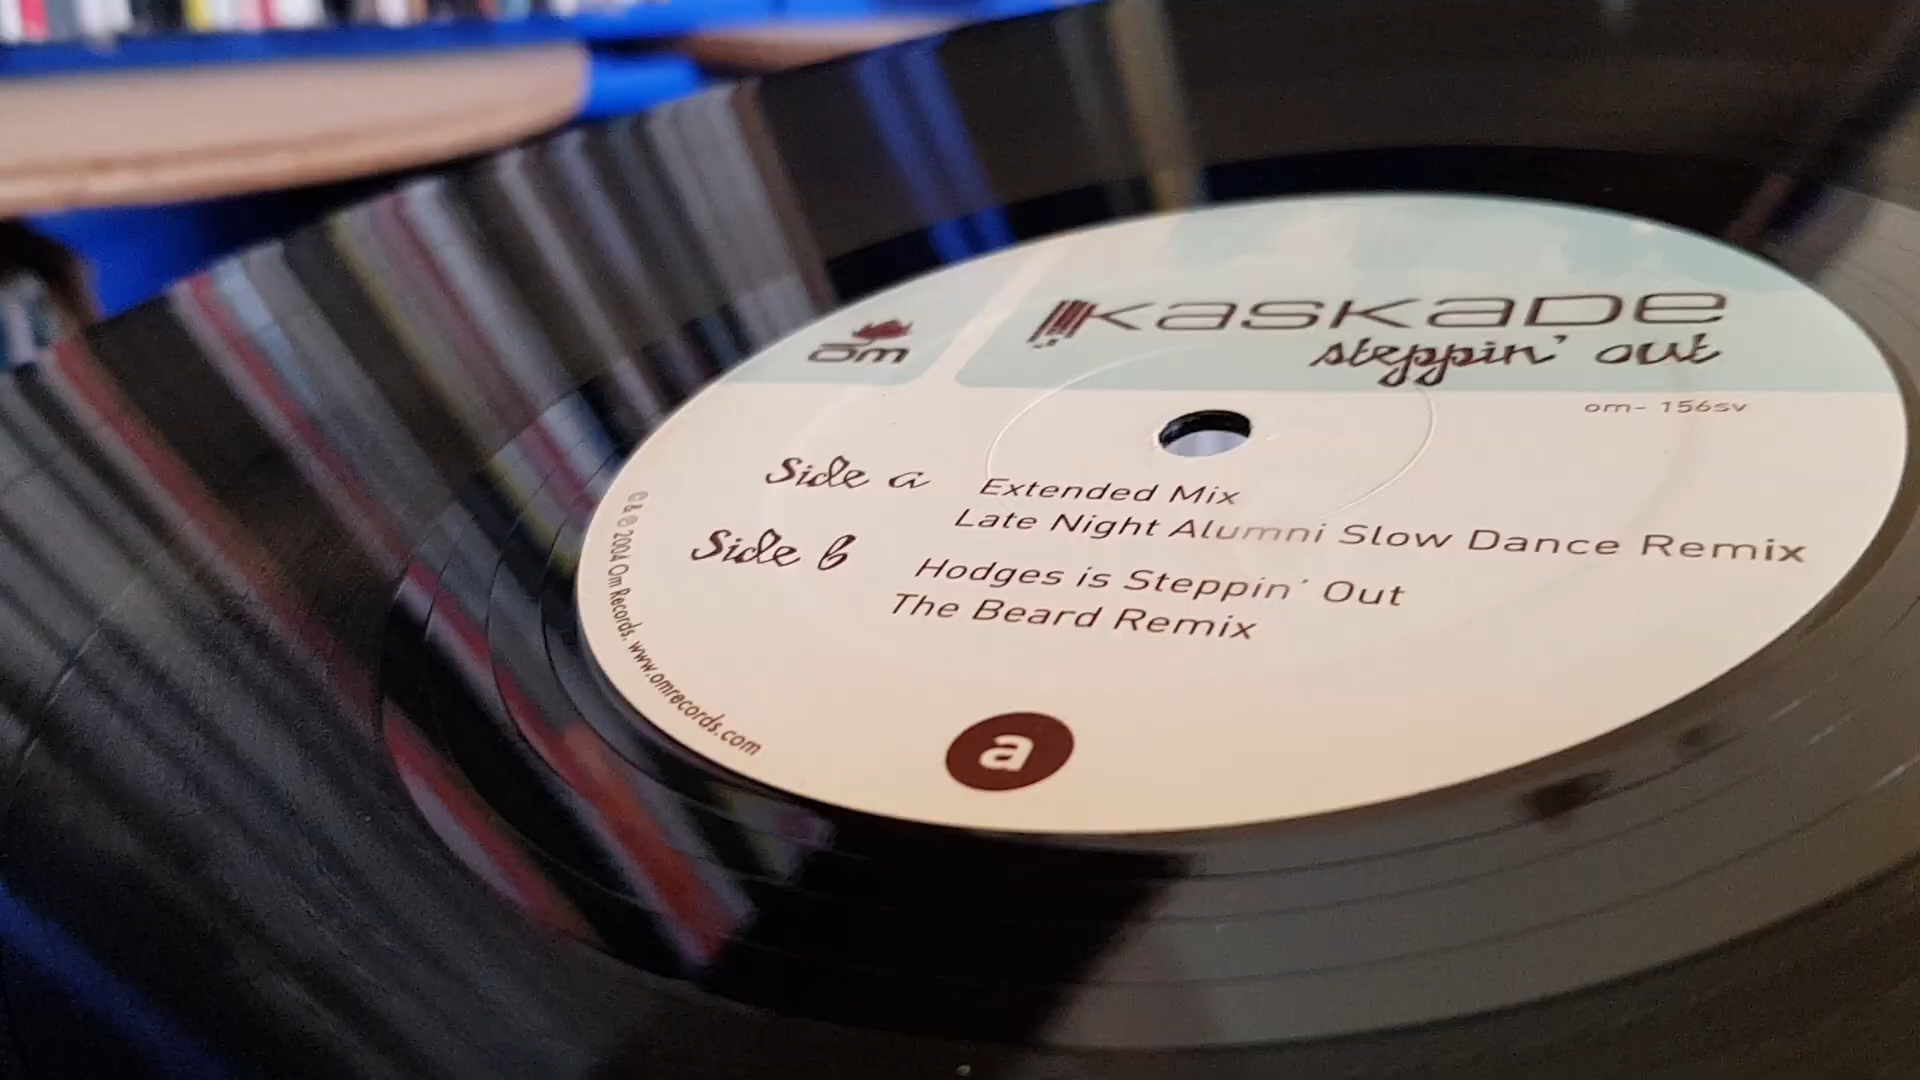 Kaskade
steppin' out
om
om- 156sv
Side a Extended Mix
Late Night Alumni Slow Dance Remix
Side b Hodges is Steppin' Out
The Beard Remix
© & ℗ 2004 Om Records. www.omrecords.com
a